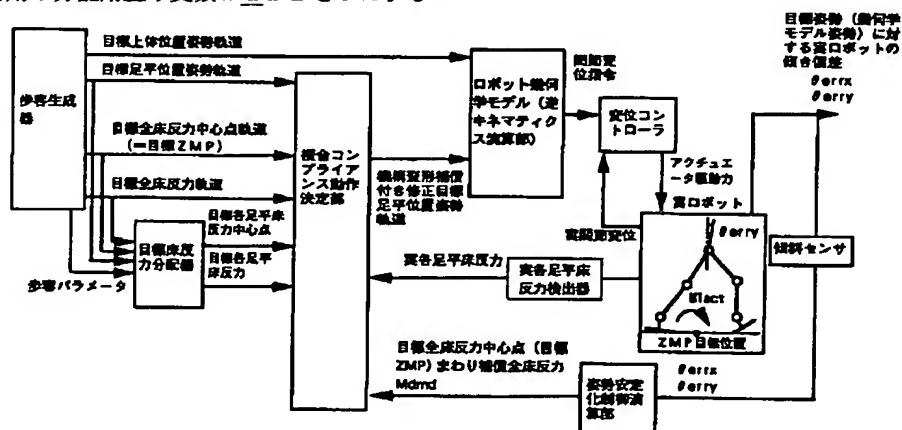 目標上体位置姿勢軌道
目標足平位置姿勢軌道
歩容生成
器
目標全床反力中心点軌道
(=目標ZMP)
目標全床反力軌道
目標各足平床
反力中心点
目標各足平
床反力
目標床反
力分配器
歩容パラメータ
複合コン
プライア
ンス動作
決定部
機構変形補償
付き修正目標
足平位置姿勢
軌道
ロボット幾何
学モデル(逆
キネマティク
ス演算部)
関節変
位指令
変位コン
トローラ
アクチュエ
ータ駆動力
実ロボット
実関節変位
θerry
Mact
ZMP目標位置
傾斜センサ
目標姿勢(幾何学
モデル姿勢)に対
する実ロボットの
傾き偏差
θerrx
θerry
実各足平床反力
実各足平床
反力検出器
目標全床反力中心点(目標
ZMP)まわり補償全床反力
Mdmd
姿勢安定
化制御演
算部
θerrx
θerry